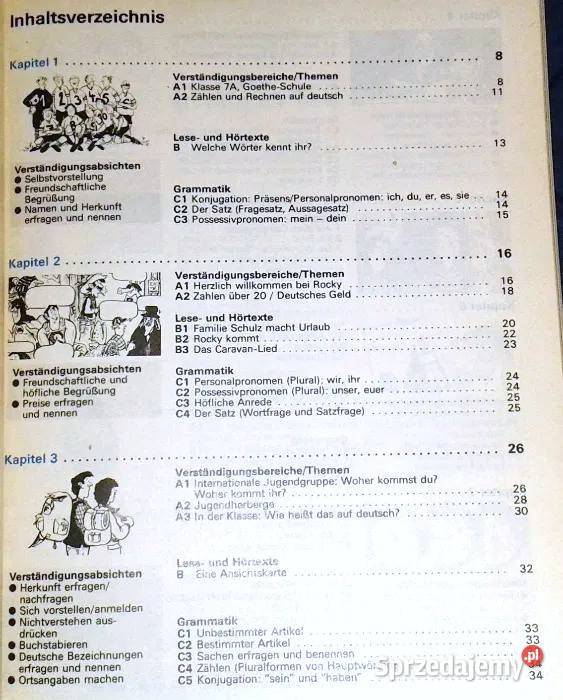 Inhaltsverzeichnis
Kapitel 1 8
Verständigungsbereiche/Themen
A1 Klasse 7A, Goethe-Schule 8
A2 Zählen und Rechnen auf deutsch 11
Lese- und Hörtexte
B Welche Wörter kennt ihr? 13
Verständigungsabsichten
● Selbstvorstellung
● Freundschaftliche
Begrüßung
● Namen und Herkunft
erfragen und nennen
Grammatik
C1 Konjugation: Präsens/Personalpronomen: ich, du, er, es, sie 14
C2 Der Satz (Fragesatz, Aussagesatz) 14
C3 Possessivpronomen: mein – dein 15
Kapitel 2 16
Verständigungsbereiche/Themen
A1 Herzlich willkommen bei Rocky 16
A2 Zahlen über 20 / Deutsches Geld 18
Lese- und Hörtexte
B1 Familie Schulz macht Urlaub 20
B2 Rocky kommt 22
B3 Das Caravan-Lied 23
Verständigungsabsichten
● Freundschaftliche und
höfliche Begrüßung
● Preise erfragen
und nennen
Grammatik
C1 Personalpronomen (Plural): wir, ihr 24
C2 Possessivpronomen (Plural): unser, euer 24
C3 Höfliche Anrede 25
C4 Der Satz (Wortfrage und Satzfrage) 25
Kapitel 3 26
Verständigungsbereiche/Themen
A1 Internationale Jugendgruppe: Woher kommst du?
Woher kommt ihr? 26
A2 Jugendherberge 28
A3 In der Klasse: Wie heißt das auf deutsch? 30
Lese- und Hörtexte
B Eine Ansichtskarte 32
Verständigungsabsichten
● Herkunft erfragen/
nachfragen
● Sich vorstellen/anmelden
● Nichtverstehen aus-
drücken
● Buchstabieren
● Deutsche Bezeichnungen
erfragen und nennen
● Ortsangaben machen
Grammatik
C1 Unbestimmter Artikel 33
C2 Bestimmter Artikel 33
C3 Sachen erfragen und benennen
C4 Zählen (Pluralformen von
C5 Konjugation: "sein" und "haben" 34
Sprzedajemy.pl